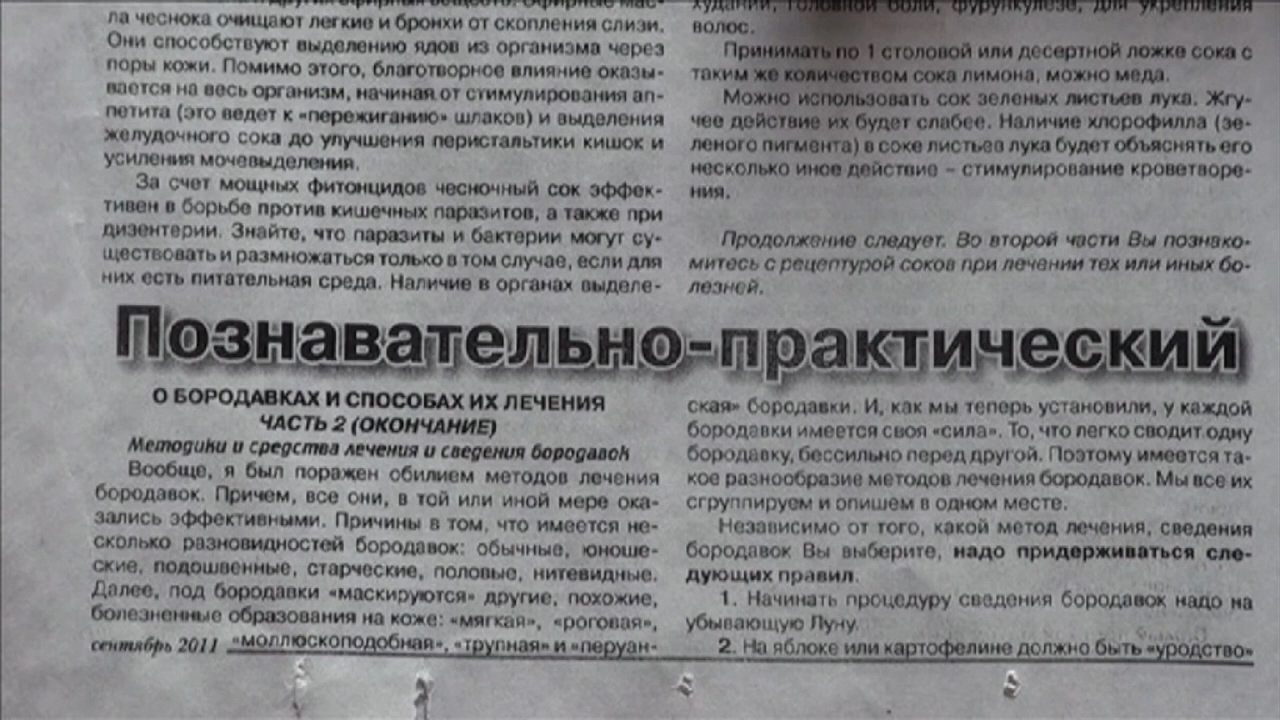 ла чеснока очищают легкие и бронхи от скопления слизи.
Они способствуют выделению ядов из организма через
поры кожи. Помимо этого, благотворное влияние оказы-
вается на весь организм, начиная от стимулирования ап-
петита (это ведет к «пережиганию» шлаков) и выделения
желудочного сока до улучшения перистальтики кишок и
усиления мочевыделения.
За счет мощных фитонцидов чесночный сок эффек-
тивен в борьбе против кишечных паразитов, а также при
дизентерии. Знайте, что паразиты и бактерии могут су-
ществовать и размножаться только в том случае, если для
них есть питательная среда. Наличие в органах выделе-
худании, головной боли, фурункулезе, для укрепления
волос.
Принимать по 1 столовой или десертной ложке сока с
таким же количеством сока лимона, можно меда.
Можно использовать сок зеленых листьев лука. Жгу-
чее действие их будет слабее. Наличие хлорофилла (зе-
леного пигмента) в соке листьев лука будет объяснять его
несколько иное действие – стимулирование кроветворе-
ния.
Продолжение следует. Во второй части Вы познако-
митесь с рецептурой соков при лечении тех или иных бо-
лезней.
Познавательно-практический
О БОРОДАВКАХ И СПОСОБАХ ИХ ЛЕЧЕНИЯ
ЧАСТЬ 2 (ОКОНЧАНИЕ)
Методики и средства лечения и сведения бородавок
Вообще, я был поражен обилием методов лечения
бородавок. Причем, все они, в той или иной мере ока-
зались эффективными. Причины в том, что имеется не-
сколько разновидностей бородавок: обычные, юноше-
ские, подошвенные, старческие, половые, нитевидные.
Далее, под бородавки «маскируются» другие, похожие,
болезненные образования на коже: «мягкая», «роговая»,
«моллюскоподобная», «трупная» и «перуан-
сентябрь 2011
ская» бородавки. И, как мы теперь установили, у каждой
бородавки имеется своя «сила». То, что легко сводит одну
бородавку, бессильно перед другой. Поэтому имеется та-
кое разнообразие методов лечения бородавок. Мы все их
сгруппируем и опишем в одном месте.
Независимо от того, какой метод лечения, сведения
бородавок Вы выберите, надо придерживаться сле-
дующих правил.
1. Начинать процедуру сведения бородавок надо на
убывающую Луну.
2. На яблоке или картофелине должно быть «уродство»